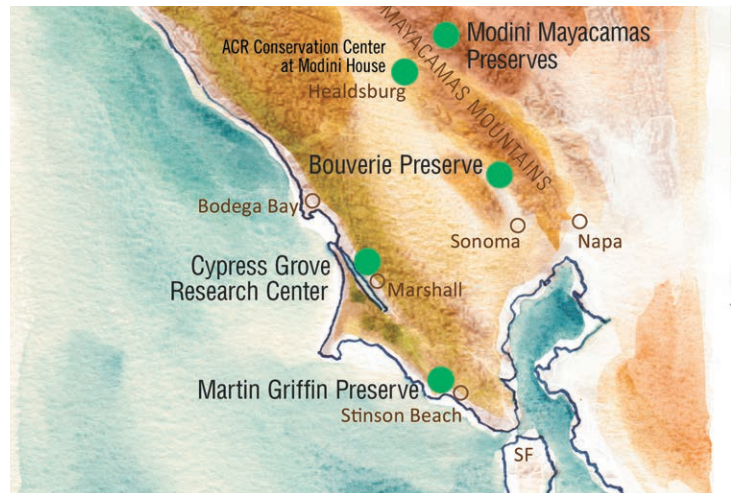 Modini Mayacamas
Preserves
ACR Conservation Center
at Modini House
Healdsburg
MAYACAMAS MOUNTAINS
Bouverie Preserve
Bodega Bay
Sonoma
Napa
Cypress Grove
Research Center
Marshall
Martin Griffin Preserve
Stinson Beach
SF